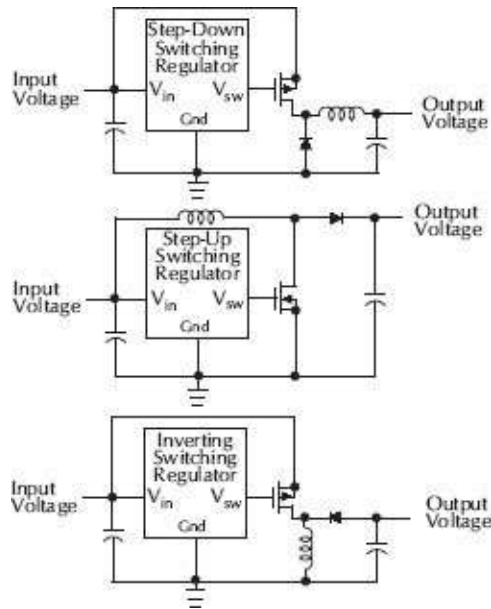 Step-Down
Switching
Regulator
Input
Voltage
Vin
Vsw
Gnd
Output
Voltage
Step-Up
Switching
Regulator
Output
Voltage
Input
Voltage
Vin
Vsw
Gnd
Inverting
Switching
Regulator
Input
Voltage
Vin
Vsw
Gnd
Output
Voltage